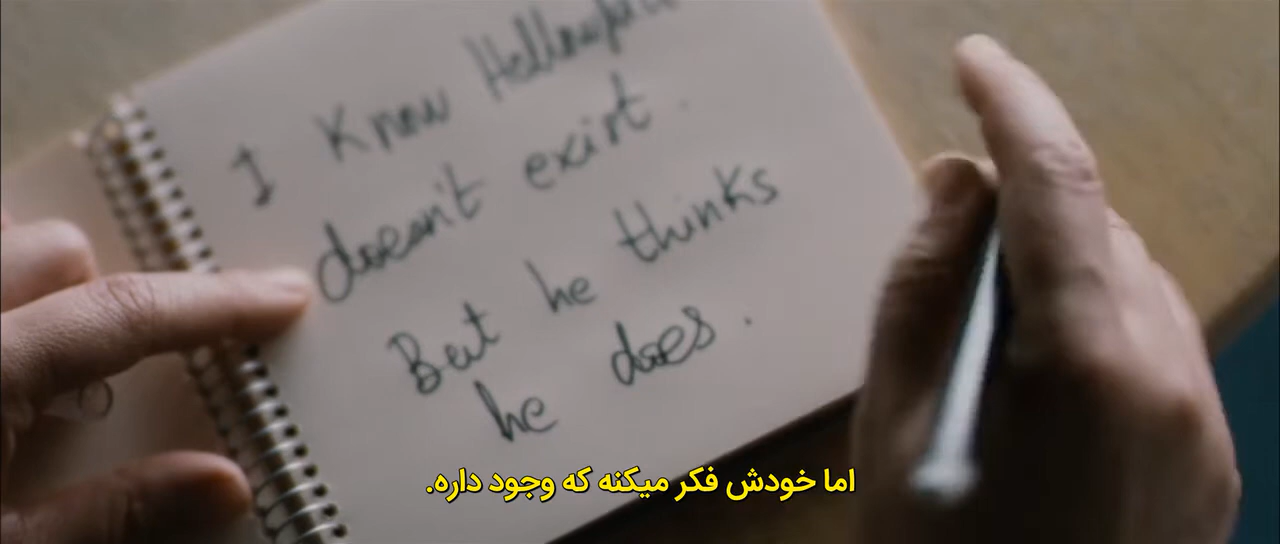 I Know
doesn't exist.
But he thinks
he does.
اما خودش فکر میکنه که وجود داره.